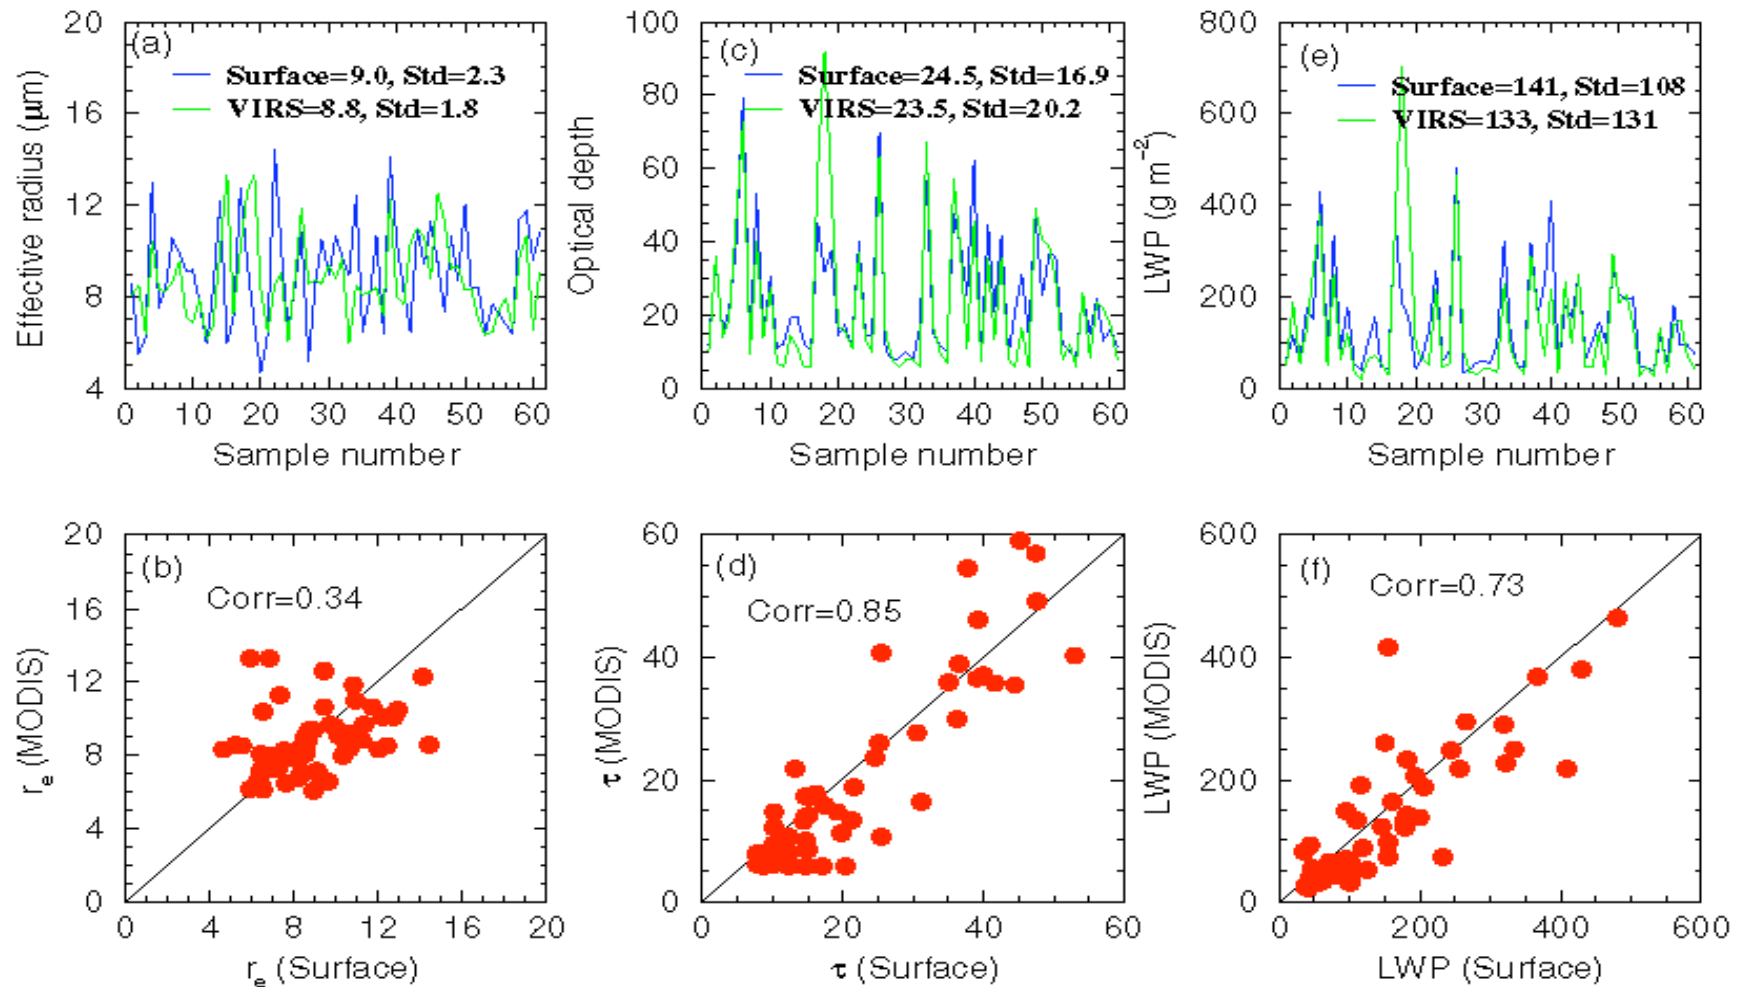 (a)
Surface=9.0, Std=2.3
VIRS=8.8, Std=1.8
Effective radius (μm)
20
16
12
8
4
0 10 20 30 40 50 60
Sample number
(c)
Surface=24.5, Std=16.9
VIRS=23.5, Std=20.2
Optical depth
100
80
60
40
20
0
0 10 20 30 40 50 60
Sample number
(e)
Surface=141, Std=108
VIRS=133, Std=131
LWP (g m⁻²)
800
600
400
200
0
0 10 20 30 40 50 60
Sample number
(b)
Corr=0.34
rₑ (MODIS)
20
16
12
8
4
0
0 4 8 12 16 20
rₑ (Surface)
(d)
Corr=0.85
τ (MODIS)
60
40
20
0
0 20 40 60
τ (Surface)
(f)
Corr=0.73
LWP (MODIS)
600
400
200
0
0 200 400 600
LWP (Surface)